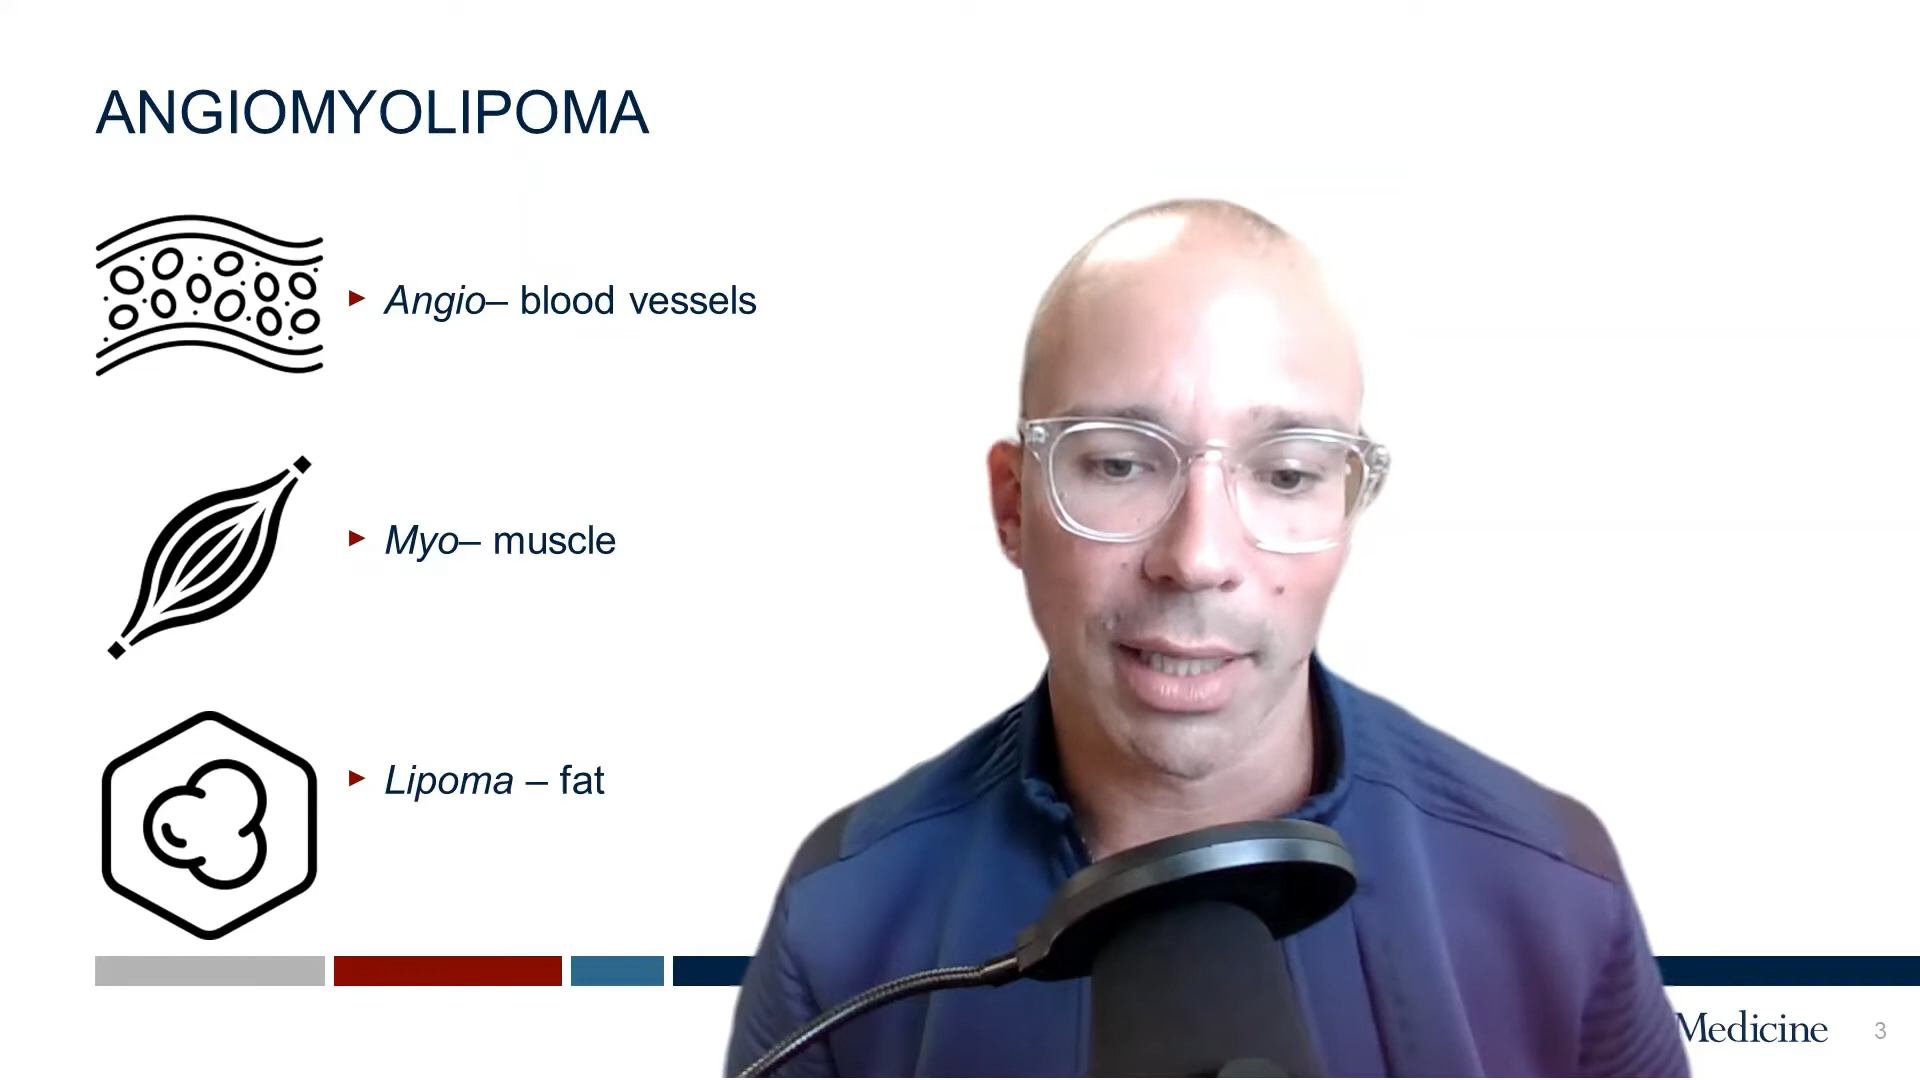 ANGIOMYOLIPOMA
Angio– blood vessels
Myo– muscle
Lipoma – fat
Medicine
3